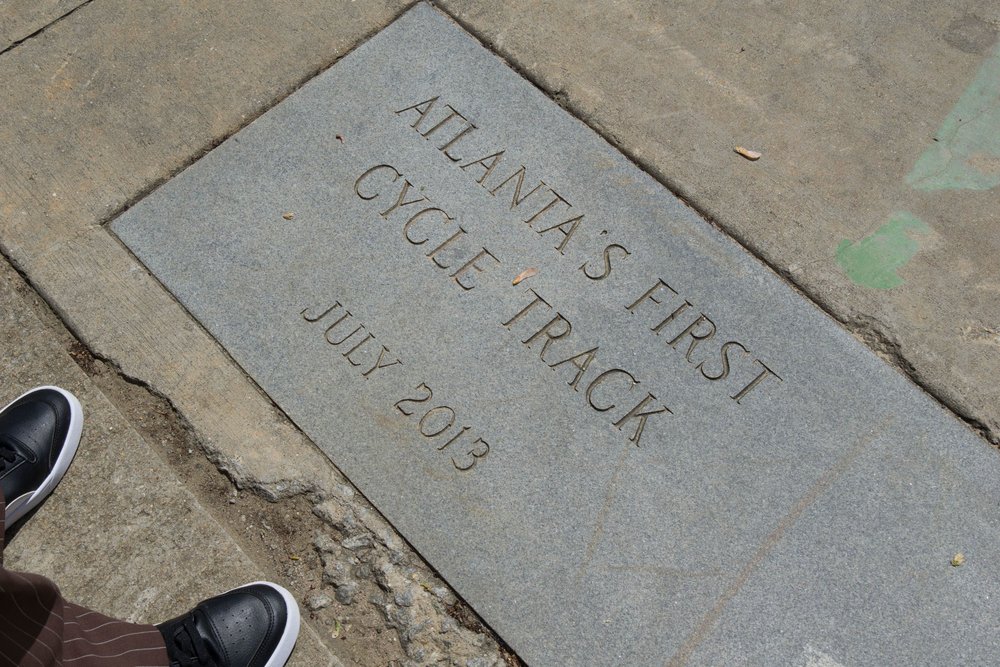 ATLANTA'S FIRST
CYCLE TRACK
JULY 2013